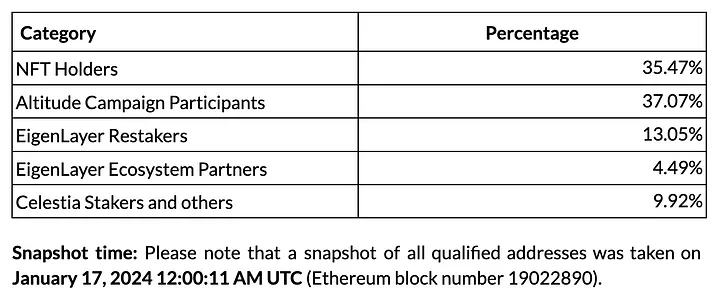 Category Percentage
NFT Holders 35.47%
Altitude Campaign Participants 37.07%
EigenLayer Restakers 13.05%
EigenLayer Ecosystem Partners 4.49%
Celestia Stakers and others 9.92%
Snapshot time: Please note that a snapshot of all qualified addresses was taken on
January 17, 2024 12:00:11 AM UTC (Ethereum block number 19022890).